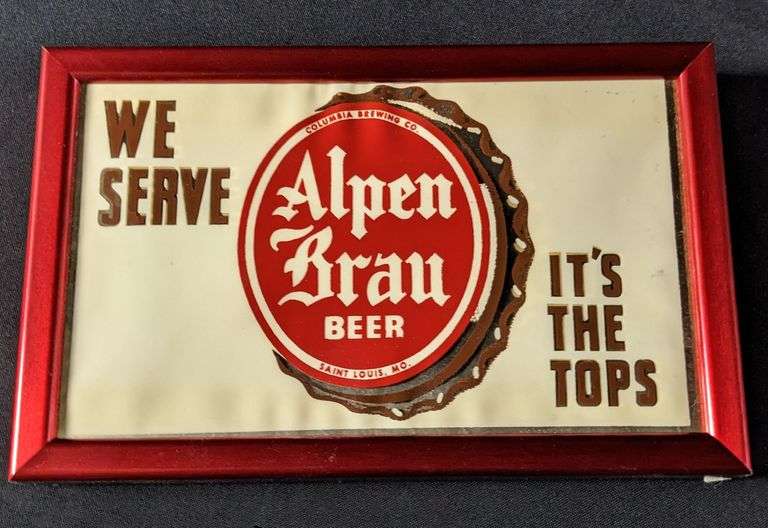 WE
SERVE
COLUMBIA BREWING CO.
Alpen
Brau
BEER
SAINT LOUIS, MO.
IT'S
THE
TOPS